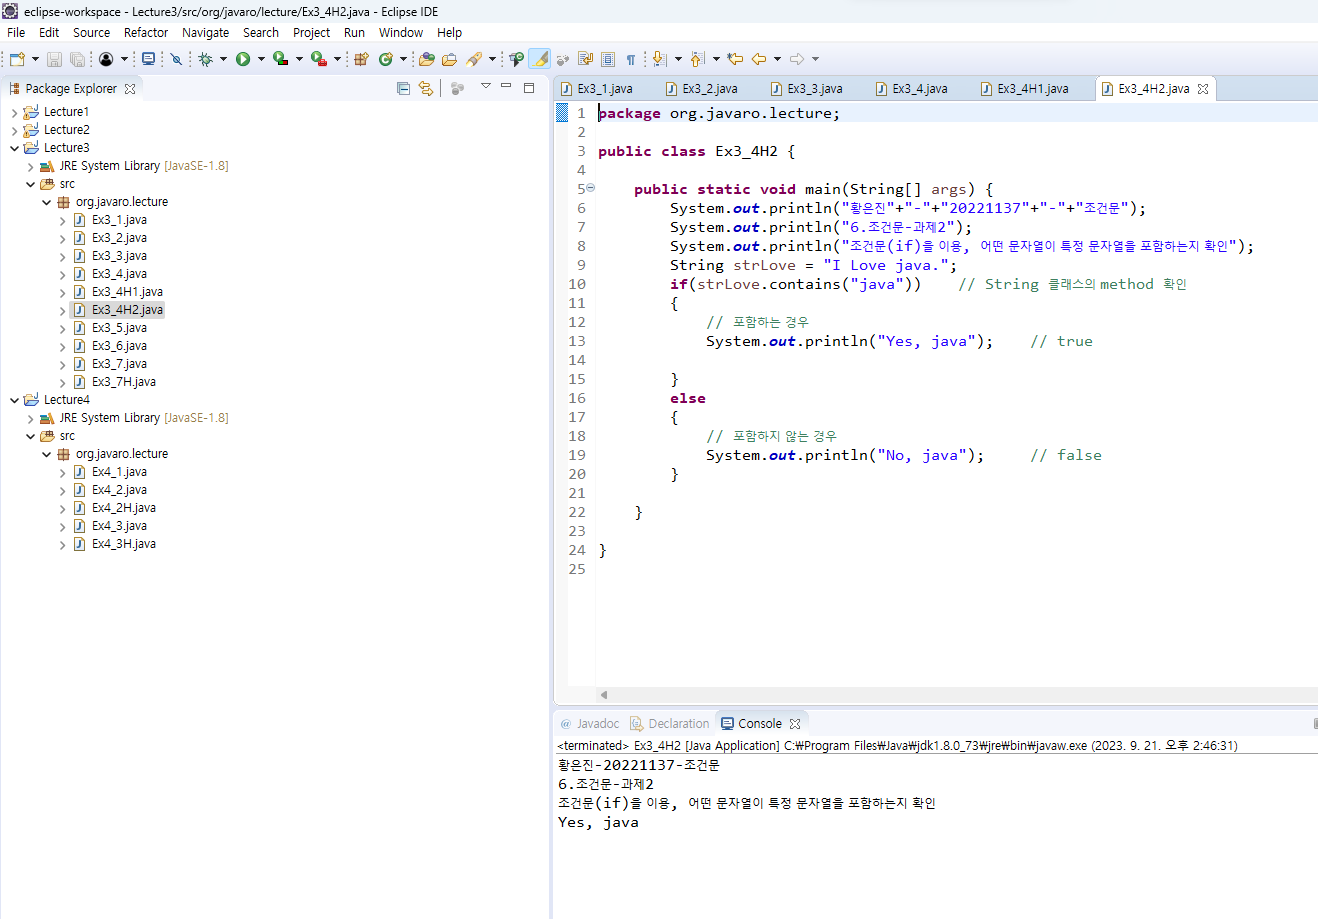 eclipse-workspace - Lecture3/src/org/javaro/lecture/Ex3_4H2.java - Eclipse IDE
File Edit Source Refactor Navigate Search Project Run Window Help
Package Explorer
Lecture1
Lecture2
Lecture3
JRE System Library [JavaSE-1.8]
src
org.javaro.lecture
Ex3_1.java
Ex3_2.java
Ex3_3.java
Ex3_4.java
Ex3_4H1.java
Ex3_4H2.java
Ex3_5.java
Ex3_6.java
Ex3_7.java
Ex3_7H.java
Lecture4
JRE System Library [JavaSE-1.8]
src
org.javaro.lecture
Ex4_1.java
Ex4_2.java
Ex4_2H.java
Ex4_3.java
Ex4_3H.java
Ex3_1.java Ex3_2.java Ex3_3.java Ex3_4.java Ex3_4H1.java Ex3_4H2.java
1 package org.javaro.lecture;
2
3 public class Ex3_4H2 {
4
5 public static void main(String[] args) {
6 System.out.println("황은진"+"-"+"20221137"+"-"+"조건문");
7 System.out.println("6.조건문-과제2");
8 System.out.println("조건문(if)을 이용, 어떤 문자열이 특정 문자열을 포함하는지 확인");
9 String strLove = "I Love java.";
10 if(strLove.contains("java")) // String 클래스의 method 확인
11 {
12 // 포함하는 경우
13 System.out.println("Yes, java"); // true
14
15 }
16 else
17 {
18 // 포함하지 않는 경우
19 System.out.println("No, java"); // false
20 }
21
22 }
23
24 }
25
@ Javadoc Declaration Console
<terminated> Ex3_4H2 [Java Application] C:₩Program Files₩Java₩jdk1.8.0_73₩jre₩bin₩javaw.exe (2023. 9. 21. 오후 2:46:31)
황은진-20221137-조건문
6.조건문-과제2
조건문(if)을 이용, 어떤 문자열이 특정 문자열을 포함하는지 확인
Yes, java